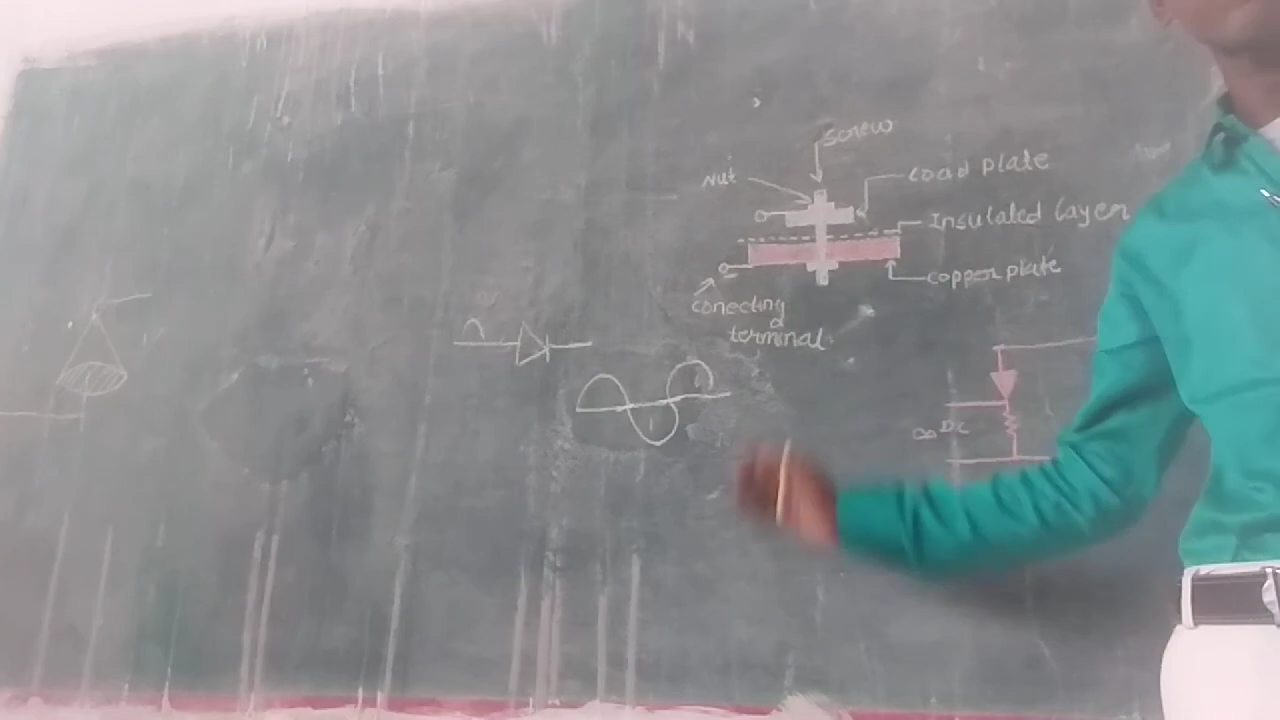 screw
Nut
Load plate
Insulated layer
copper plate
conecting
terminal
DC